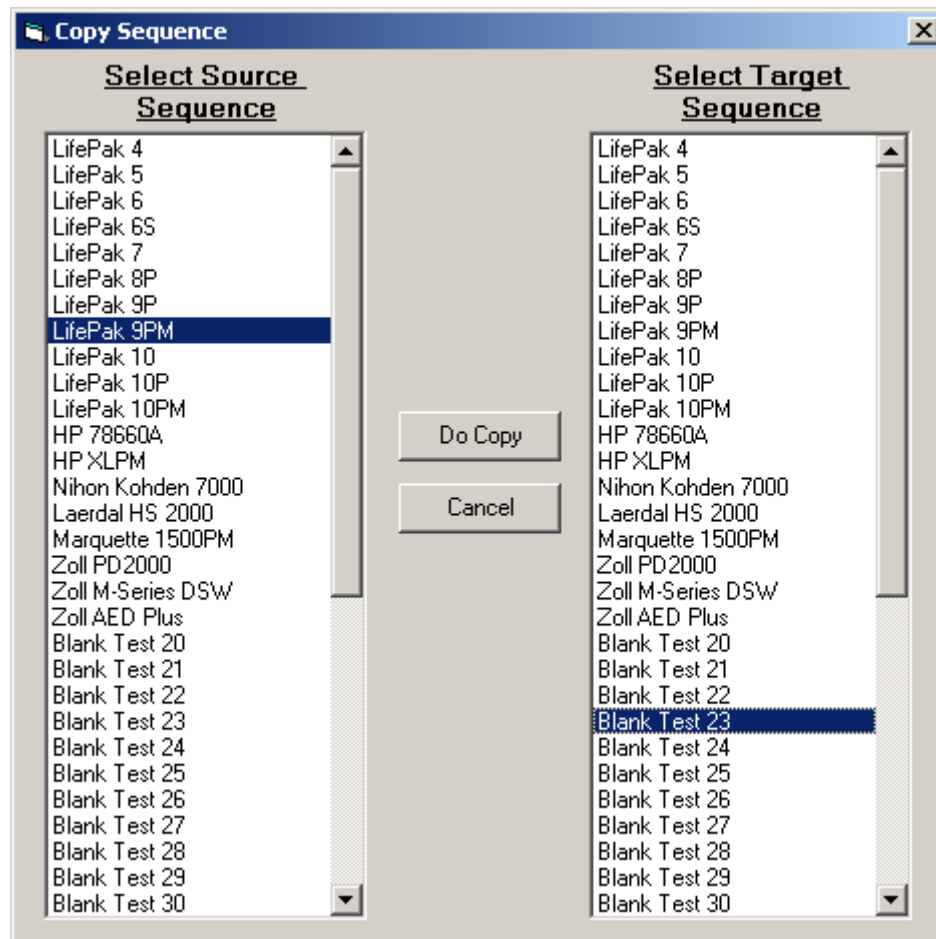 Copy Sequence
Select Source
Sequence
LifePak 4
LifePak 5
LifePak 6
LifePak 6S
LifePak 7
LifePak 8P
LifePak 9P
LifePak 9PM
LifePak 10
LifePak 10P
LifePak 10PM
HP 78660A
HP XLPM
Nihon Kohden 7000
Laerdal HS 2000
Marquette 1500PM
Zoll PD2000
Zoll M-Series DSW
Zoll AED Plus
Blank Test 20
Blank Test 21
Blank Test 22
Blank Test 23
Blank Test 24
Blank Test 25
Blank Test 26
Blank Test 27
Blank Test 28
Blank Test 29
Blank Test 30
Do Copy
Cancel
Select Target
Sequence
LifePak 4
LifePak 5
LifePak 6
LifePak 6S
LifePak 7
LifePak 8P
LifePak 9P
LifePak 9PM
LifePak 10
LifePak 10P
LifePak 10PM
HP 78660A
HP XLPM
Nihon Kohden 7000
Laerdal HS 2000
Marquette 1500PM
Zoll PD2000
Zoll M-Series DSW
Zoll AED Plus
Blank Test 20
Blank Test 21
Blank Test 22
Blank Test 23
Blank Test 24
Blank Test 25
Blank Test 26
Blank Test 27
Blank Test 28
Blank Test 29
Blank Test 30